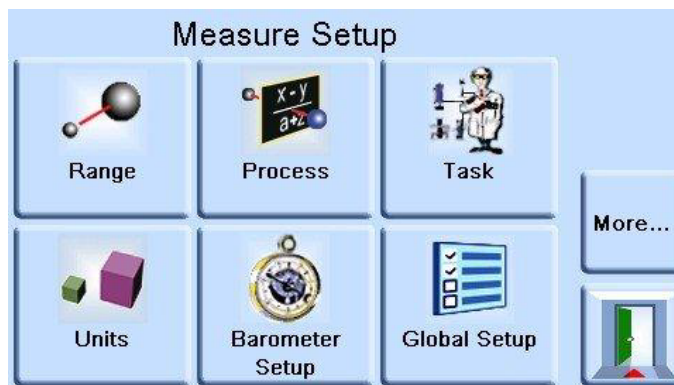 Measure Setup
Range
Process
x - y
a+z
Task
More...
Units
Barometer
Setup
Global Setup